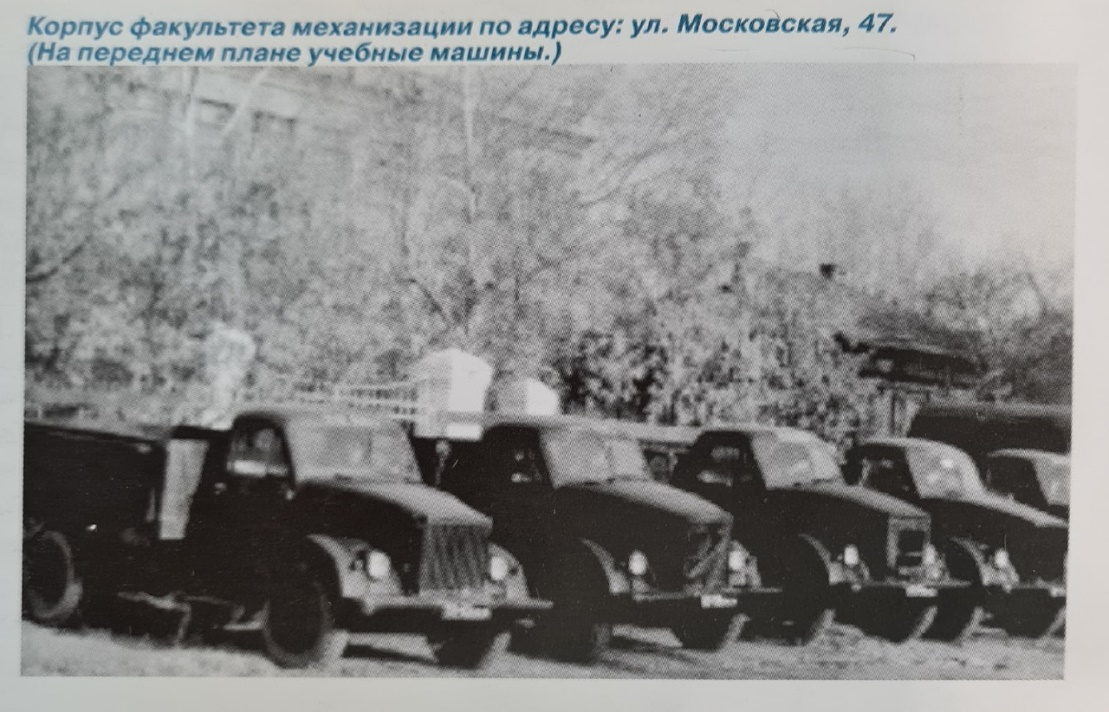 Корпус факультета механизации по адресу: ул. Московская, 47.
(На переднем плане учебные машины.)